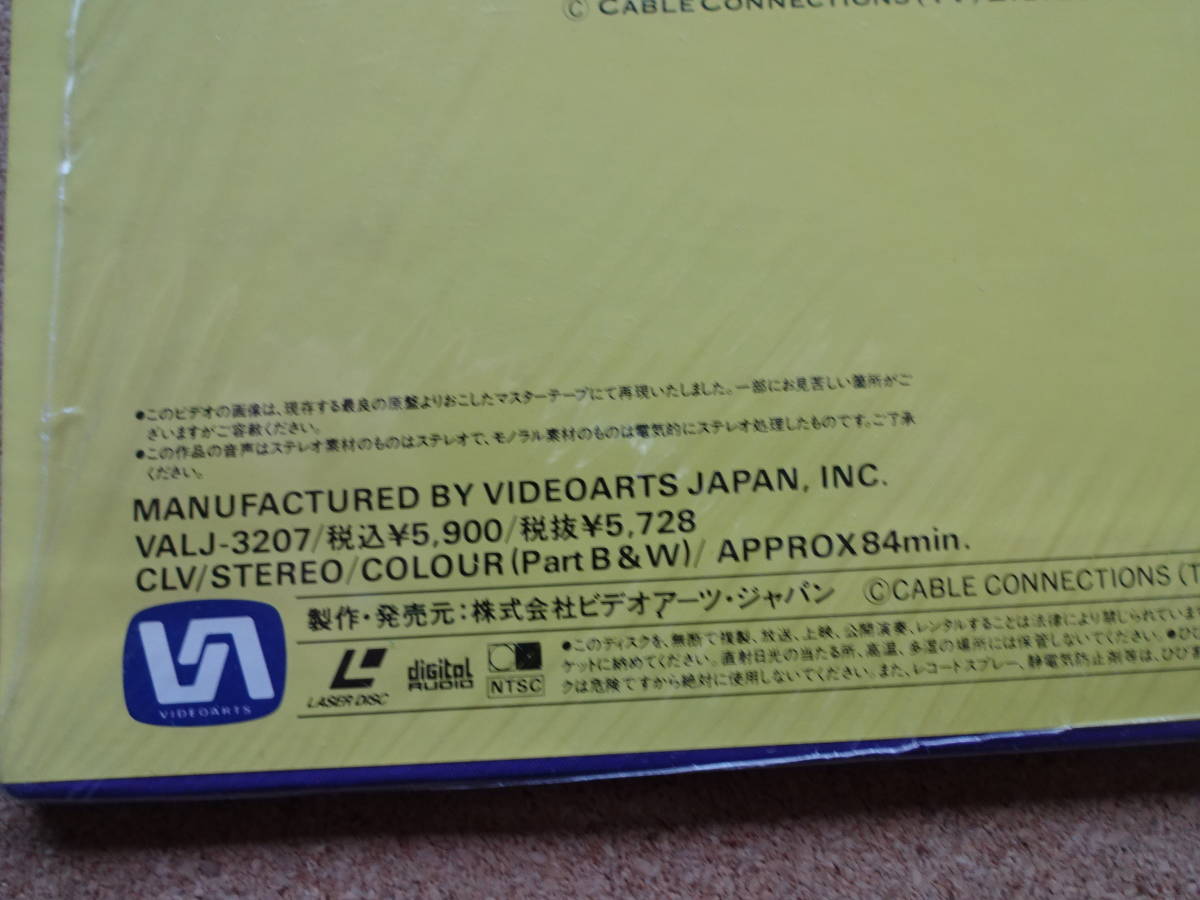 © CABLE CONNECTIONS (TV)
●このビデオの画像は、現存する最良の原盤よりおこしたマスターテープにて再現いたしました。一部にお見苦しい箇所がご
ざいますがご容赦ください。
●この作品の音声はステレオ素材のものはステレオで、モノラル素材のものは電気的にステレオ処理したものです。ご了承
ください。
MANUFACTURED BY VIDEOARTS JAPAN, INC.
VALJ-3207/税込¥5,900/税抜¥5,728
CLV/STEREO/COLOUR (Part B & W)/ APPROX 84min.
製作・発売元:株式会社ビデオアーツ・ジャパン ©CABLE CONNECTIONS (T
●このディスクを、無断で複製、放送、上映、公開演奏、レンタルすることは法律により禁じられていま
ケットに納めてください。直射日光の当たる所、高温、多湿の場所には保管しないでください。●ひび
クは危険ですから絶対に使用しないでください。また、レコードスプレー、静電気防止剤等は、ひび
VIDEOARTS
LASER DISC
digital AUDIO
NTSC